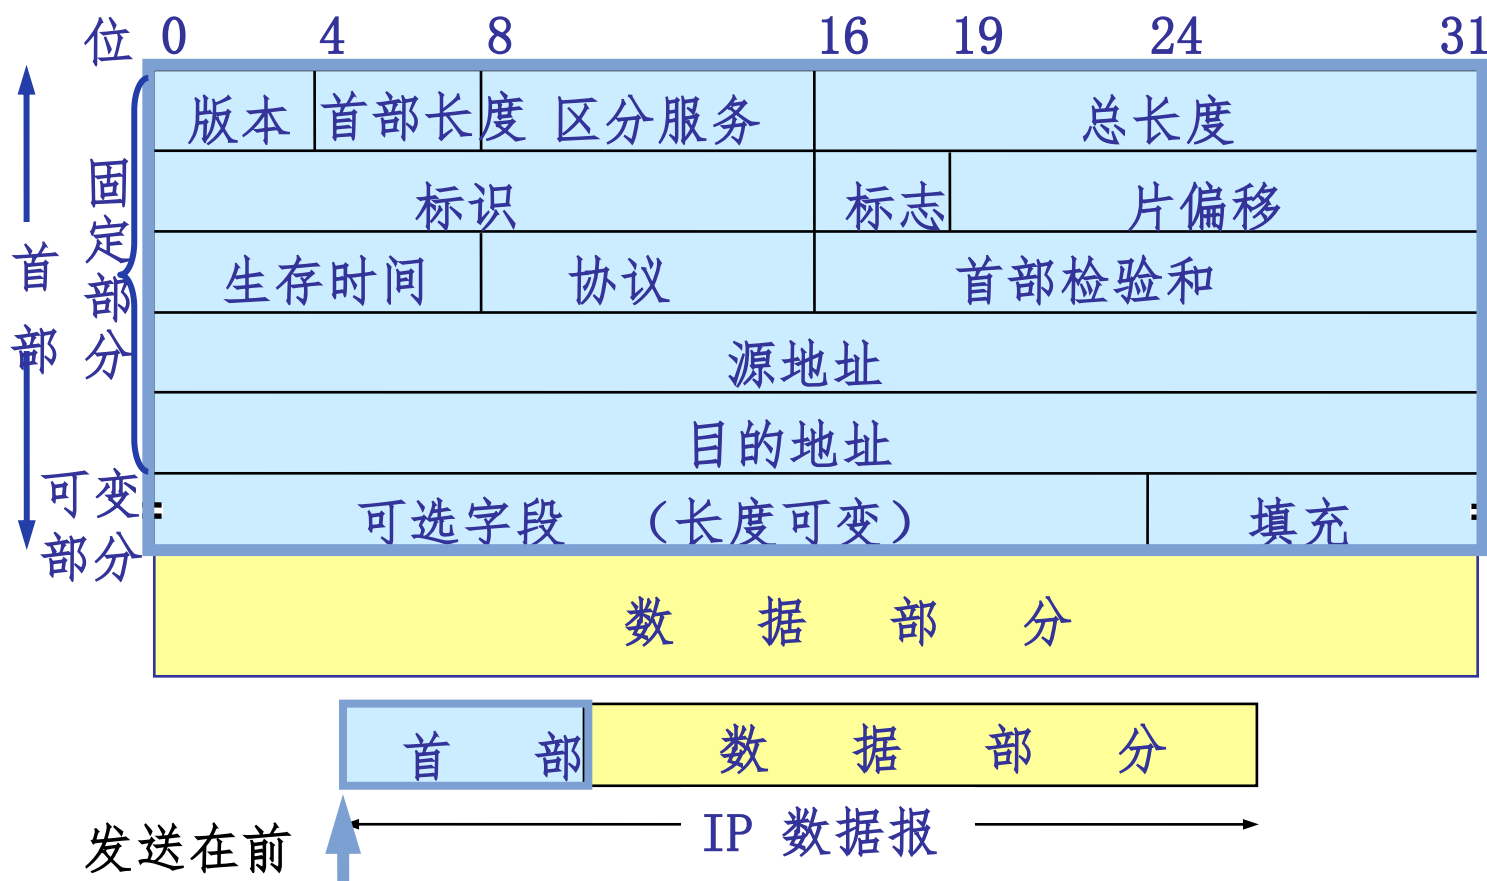 位 0 4 8 16 19 24 31
版本 首部长度 区分服务 总长度
标识 标志 片偏移
生存时间 协议 首部检验和
源地址
目的地址
可选字段 （长度可变） 填充
首部
固定部分
可变
部分
数据部分
首部 数据部分
IP 数据报
发送在前